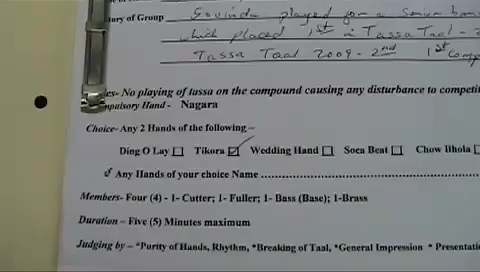 tory of Group Govinda played for a Senior
which placed 1st in Tassa Taal - 2
Tassa Taal 2009 - 2nd 1st Comp
es- No playing of tassa on the compound causing any disturbance to competit
mpulsory Hand - Nagara
Choice- Any 2 Hands of the following –
Ding O Lay ☐ Tikora ☑ Wedding Hand ☐ Soca Beat ☐ Chow Bhola
Any Hands of your choice Name ................................
Members- Four (4) - 1- Cutter; 1- Fuller; 1- Bass (Base); 1-Brass
Duration – Five (5) Minutes maximum
Judging by – *Purity of Hands, Rhythm, *Breaking of Taal, *General Impression * Presentati